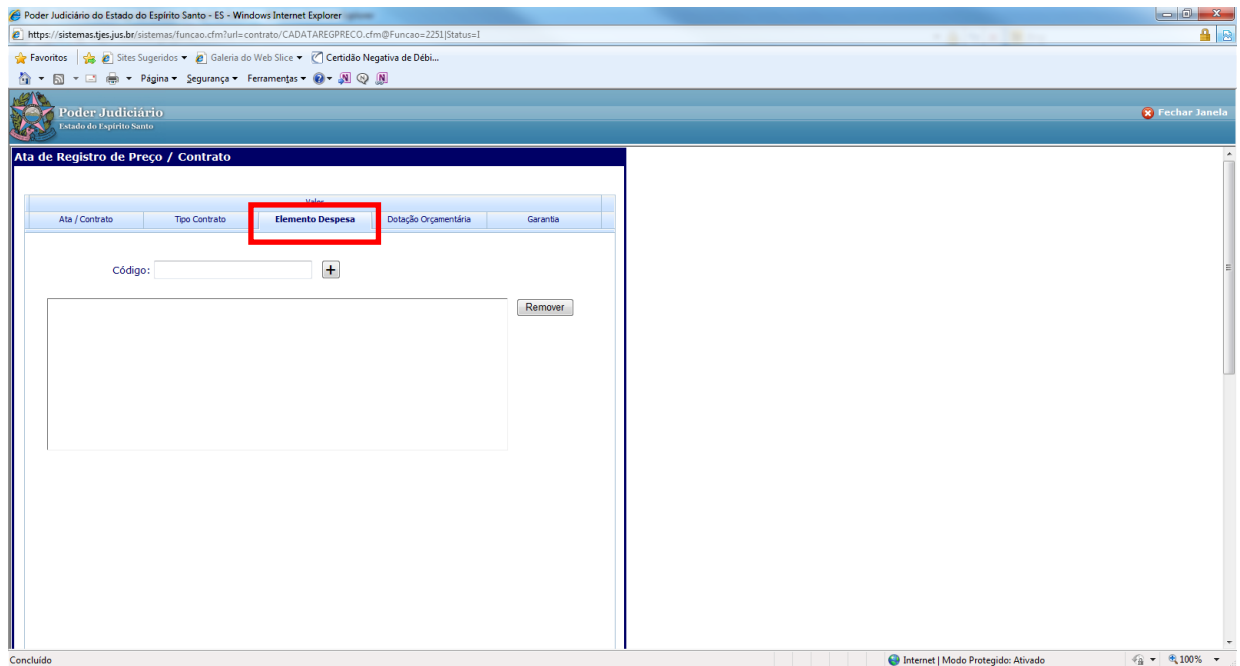 Poder Judiciário do Estado do Espírito Santo - ES - Windows Internet Explorer
https://sistemas.tjes.jus.br/sistemas/funcao.cfm?url=contrato/CADATAREGPRECO.cfm@Funcao=2251|Status=I
Favoritos Sites Sugeridos Galeria do Web Slice Certidão Negativa de Débi...
Página Segurança Ferramentas
Poder Judiciário
Estado do Espírito Santo
Fechar Janela
Ata de Registro de Preço / Contrato
Valor
Ata / Contrato Tipo Contrato Elemento Despesa Dotação Orçamentária Garantia
Código: +
Remover
Concluído Internet | Modo Protegido: Ativado 100%